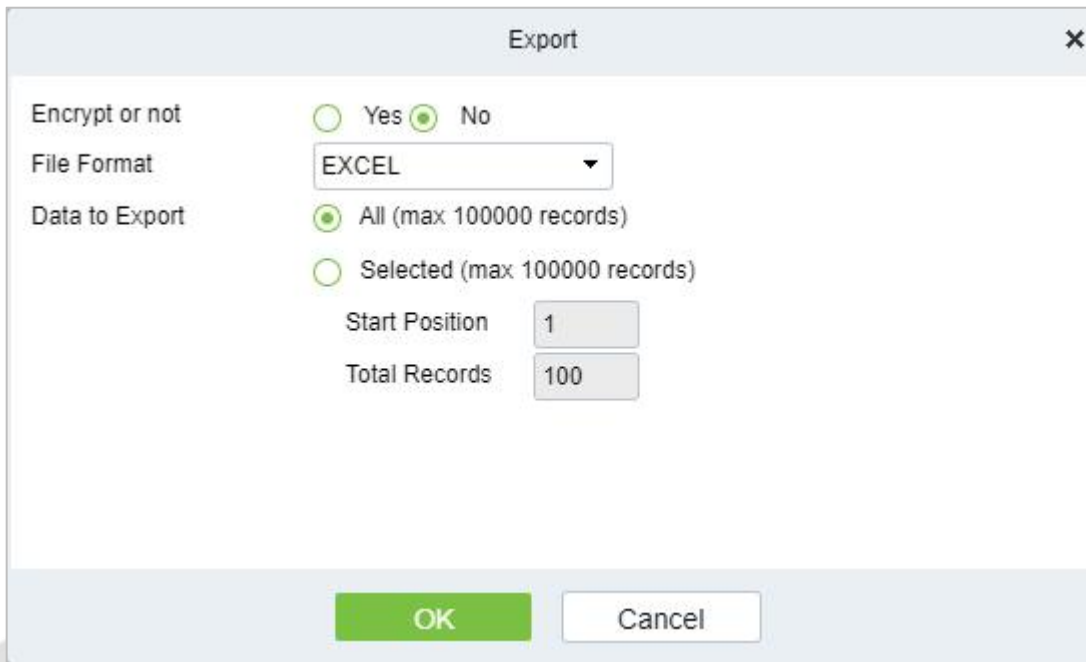 Export
Encrypt or not Yes No
File Format EXCEL
Data to Export All (max 100000 records)
Selected (max 100000 records)
Start Position 1
Total Records 100
OK Cancel